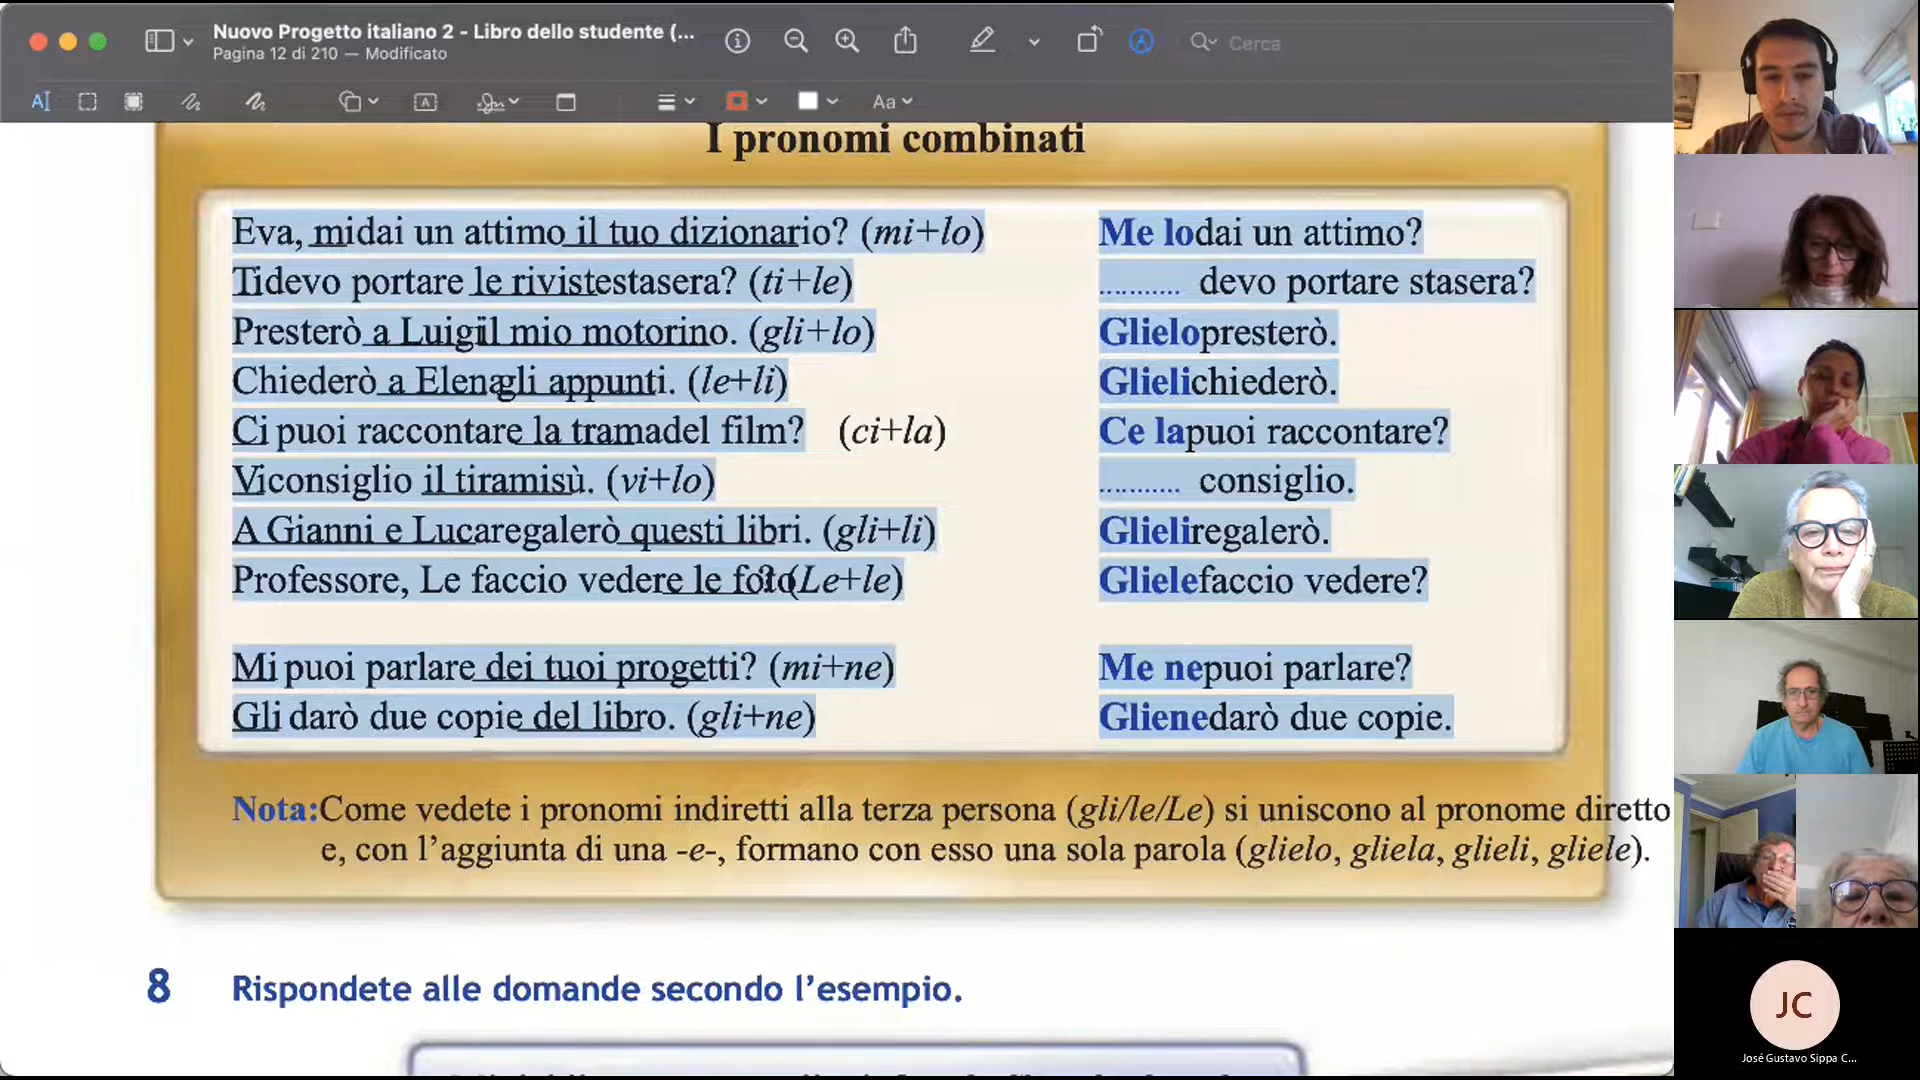 Nuovo Progetto italiano 2 - Libro dello studente (...
Pagina 12 di 210 — Modificato
Cerca
Aa
I pronomi combinati
Eva, midai un attimo il tuo dizionario? (mi+lo) Me lodai un attimo?
Tidevo portare le rivistestasera? (ti+le) ........... devo portare stasera?
Presterò a Luigiil mio motorino. (gli+lo) Glielopresterò.
Chiederò a Elenagli appunti. (le+li) Glielichiederò.
Ci puoi raccontare la tramadel film? (ci+la) Ce lapuoi raccontare?
Viconsiglio il tiramisù. (vi+lo) ........... consiglio.
A Gianni e Lucaregalerò questi libri. (gli+li) Glieliregalerò.
Professore, Le faccio vedere le foto? (Le+le) Glielefaccio vedere?
Mi puoi parlare dei tuoi progetti? (mi+ne) Me nepuoi parlare?
Gli darò due copie del libro. (gli+ne) Glienedarò due copie.
Nota:Come vedete i pronomi indiretti alla terza persona (gli/le/Le) si uniscono al pronome diretto
e, con l'aggiunta di una -e-, formano con esso una sola parola (glielo, gliela, glieli, gliele).
8 Rispondete alle domande secondo l'esempio.
JC
José Gustavo Sippa C...